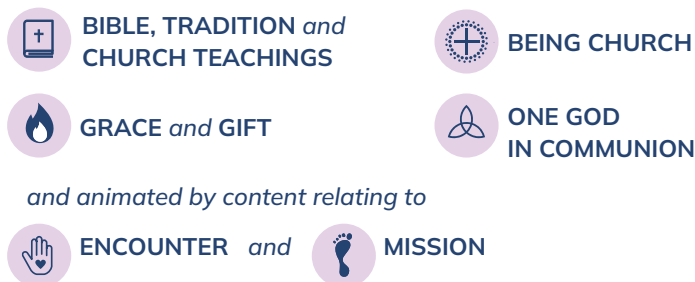 BIBLE, TRADITION and
CHURCH TEACHINGS
BEING CHURCH
GRACE and GIFT
ONE GOD
IN COMMUNION
and animated by content relating to
ENCOUNTER and MISSION